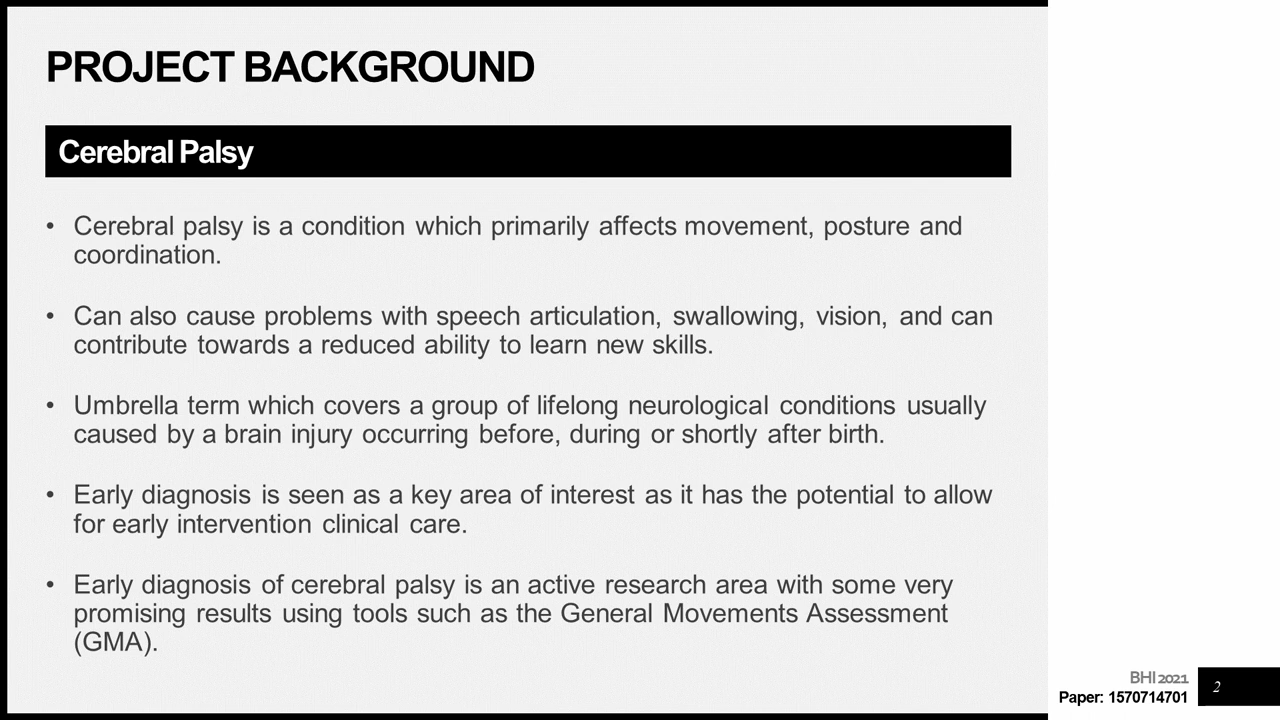 PROJECT BACKGROUND
Cerebral Palsy
• Cerebral palsy is a condition which primarily affects movement, posture and
coordination.
• Can also cause problems with speech articulation, swallowing, vision, and can
contribute towards a reduced ability to learn new skills.
• Umbrella term which covers a group of lifelong neurological conditions usually
caused by a brain injury occurring before, during or shortly after birth.
• Early diagnosis is seen as a key area of interest as it has the potential to allow
for early intervention clinical care.
• Early diagnosis of cerebral palsy is an active research area with some very
promising results using tools such as the General Movements Assessment
(GMA).
BHI 2021
Paper: 1570714701
2